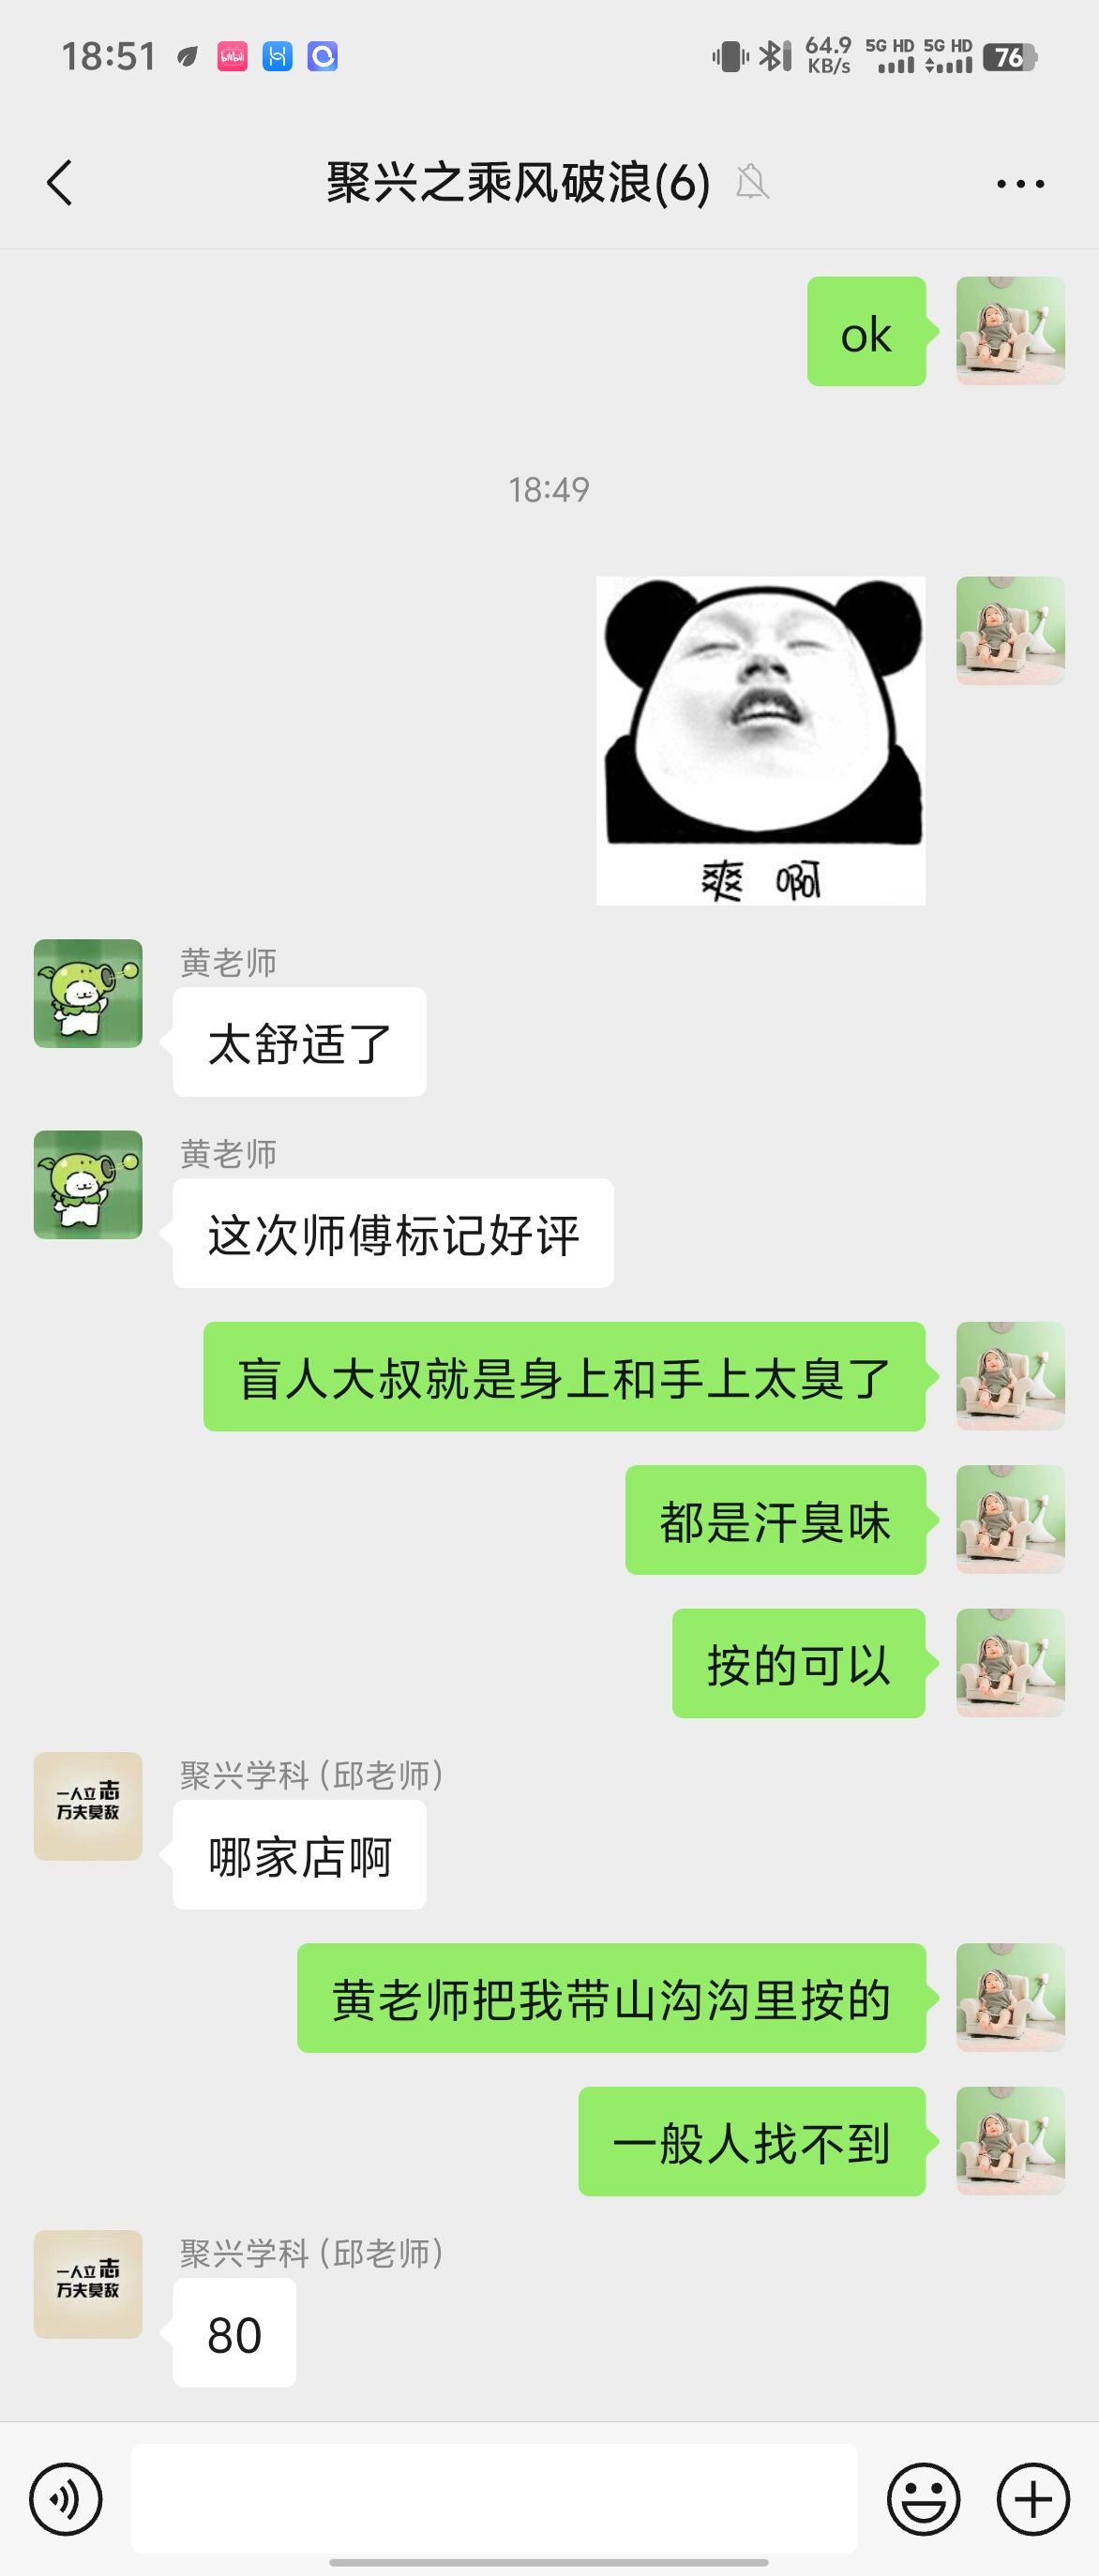 18:51
bilibili
64.9
KB/s
5G HD 5G HD
76
聚兴之乘风破浪(6)
ok
18:49
爽 啊
黄老师
太舒适了
黄老师
这次师傅标记好评
盲人大叔就是身上和手上太臭了
都是汗臭味
按的可以
一人立志
万夫莫敌
聚兴学科 (邱老师)
哪家店啊
黄老师把我带山沟沟里按的
一般人找不到
一人立志
万夫莫敌
聚兴学科 (邱老师)
80